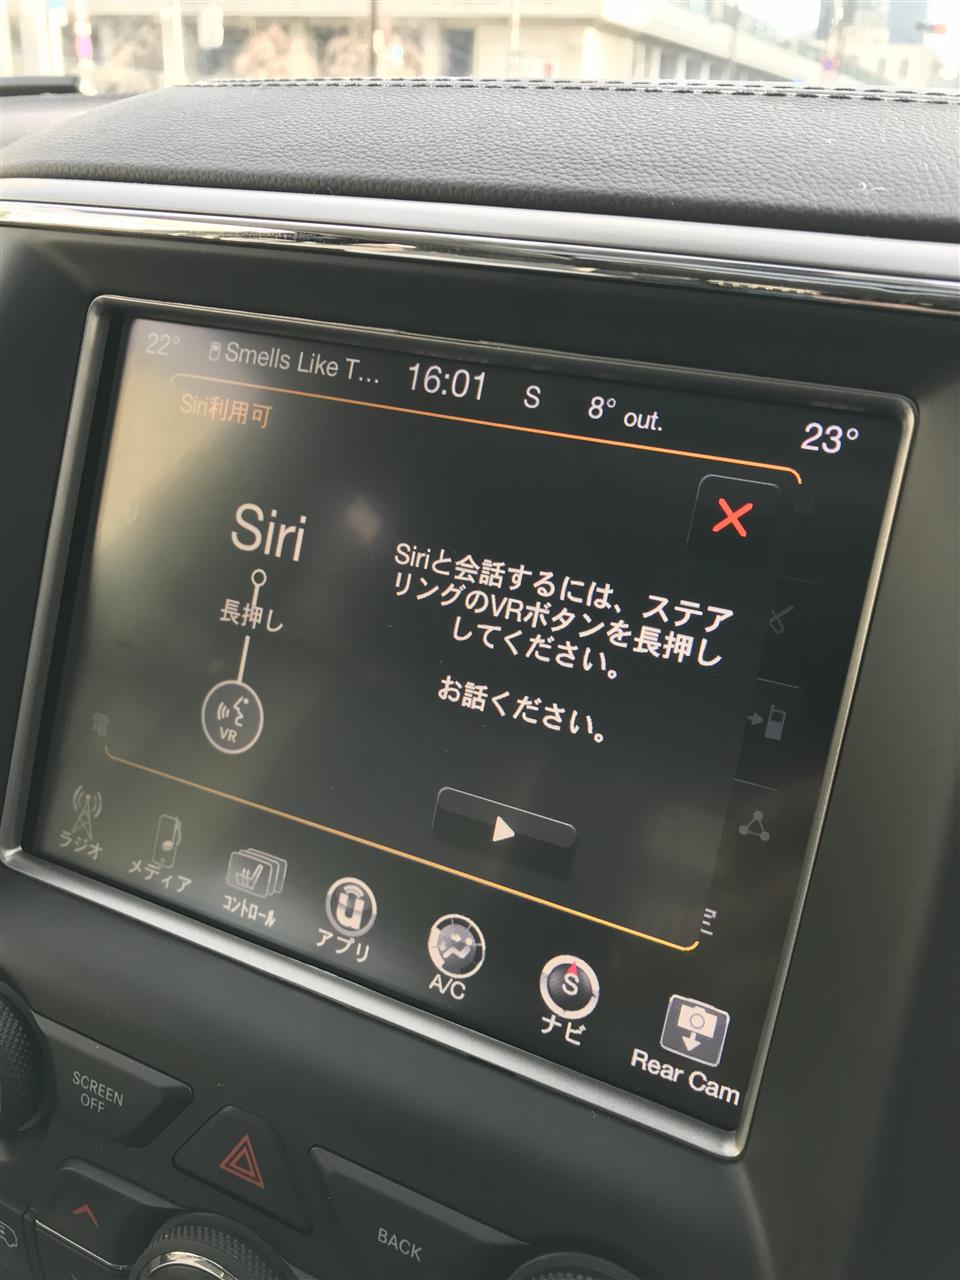 22° Smells Like T... 16:01 S 8° out. 23°
Siri利用可
Siri
長押し
VR
Siriと会話するには、ステア
リングのVRボタンを長押し
してください。
お話ください。
ラジオ
メディア
コントロール
アプリ
A/C
S
ナビ
Rear Cam
SCREEN
OFF
BACK